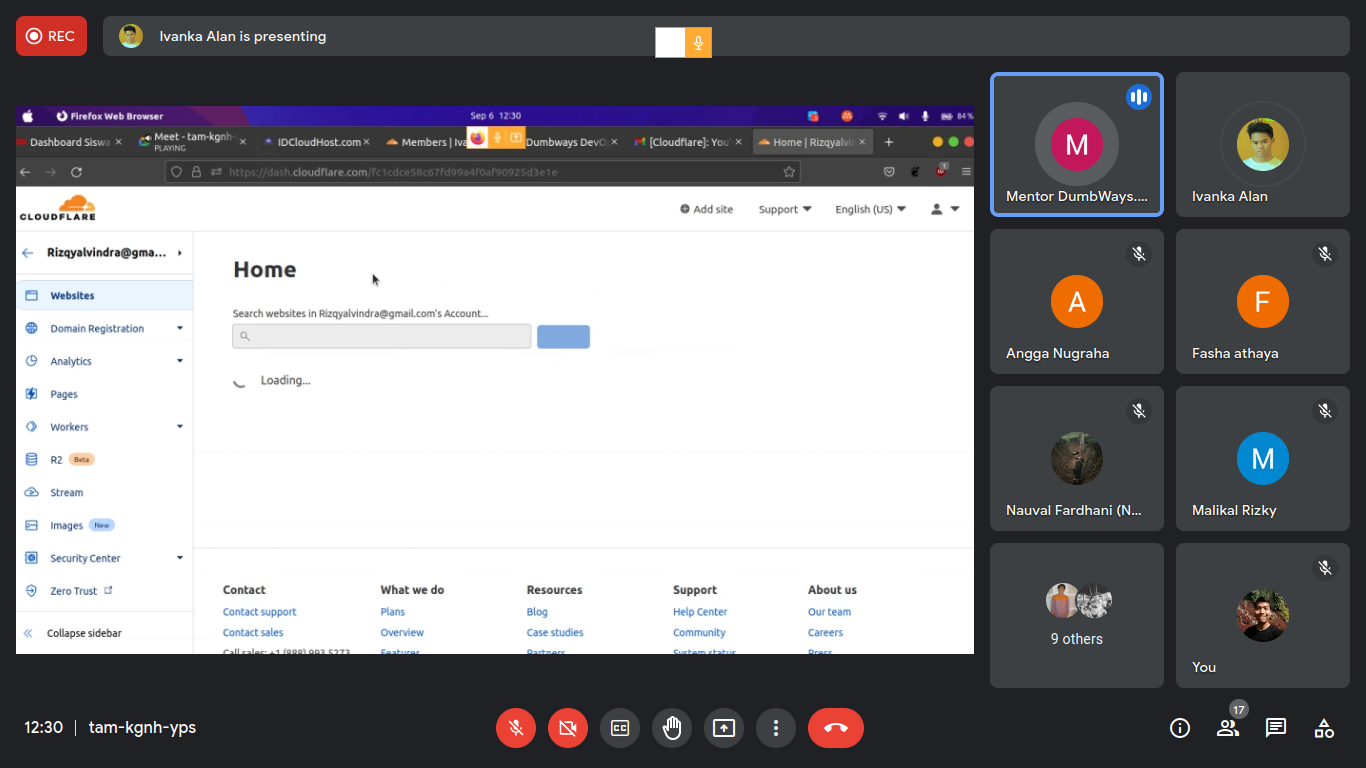 REC
Ivanka Alan is presenting
Firefox Web Browser
Sep 6 12:30
84%
Dashboard Siswa
Meet - tam-kgnh-
PLAYING
IDCloudHost.com
Members | Iva
Dumbways DevO
[Cloudflare]: You'
Home | Rizqyalvin
https://dash.cloudflare.com/fc1cdce58c67fd99a4f0af90925d3e1e
CLOUDFLARE
Add site
Support
English (US)
Rizqyalvindra@gma...
Websites
Domain Registration
Analytics
Pages
Workers
R2 Beta
Stream
Images New
Security Center
Zero Trust
Collapse sidebar
Home
Search websites in Rizqyalvindra@gmail.com's Account...
Loading...
Contact
Contact support
Contact sales
Call sales: +1 (888) 993 5273
What we do
Plans
Overview
Features
Resources
Blog
Case studies
Partners
Support
Help Center
Community
System status
About us
Our team
Careers
Press
M
Mentor DumbWays....
Ivanka Alan
A
Angga Nugraha
F
Fasha athaya
Nauval Fardhani (N...
M
Malikal Rizky
9 others
You
12:30 | tam-kgnh-yps
17